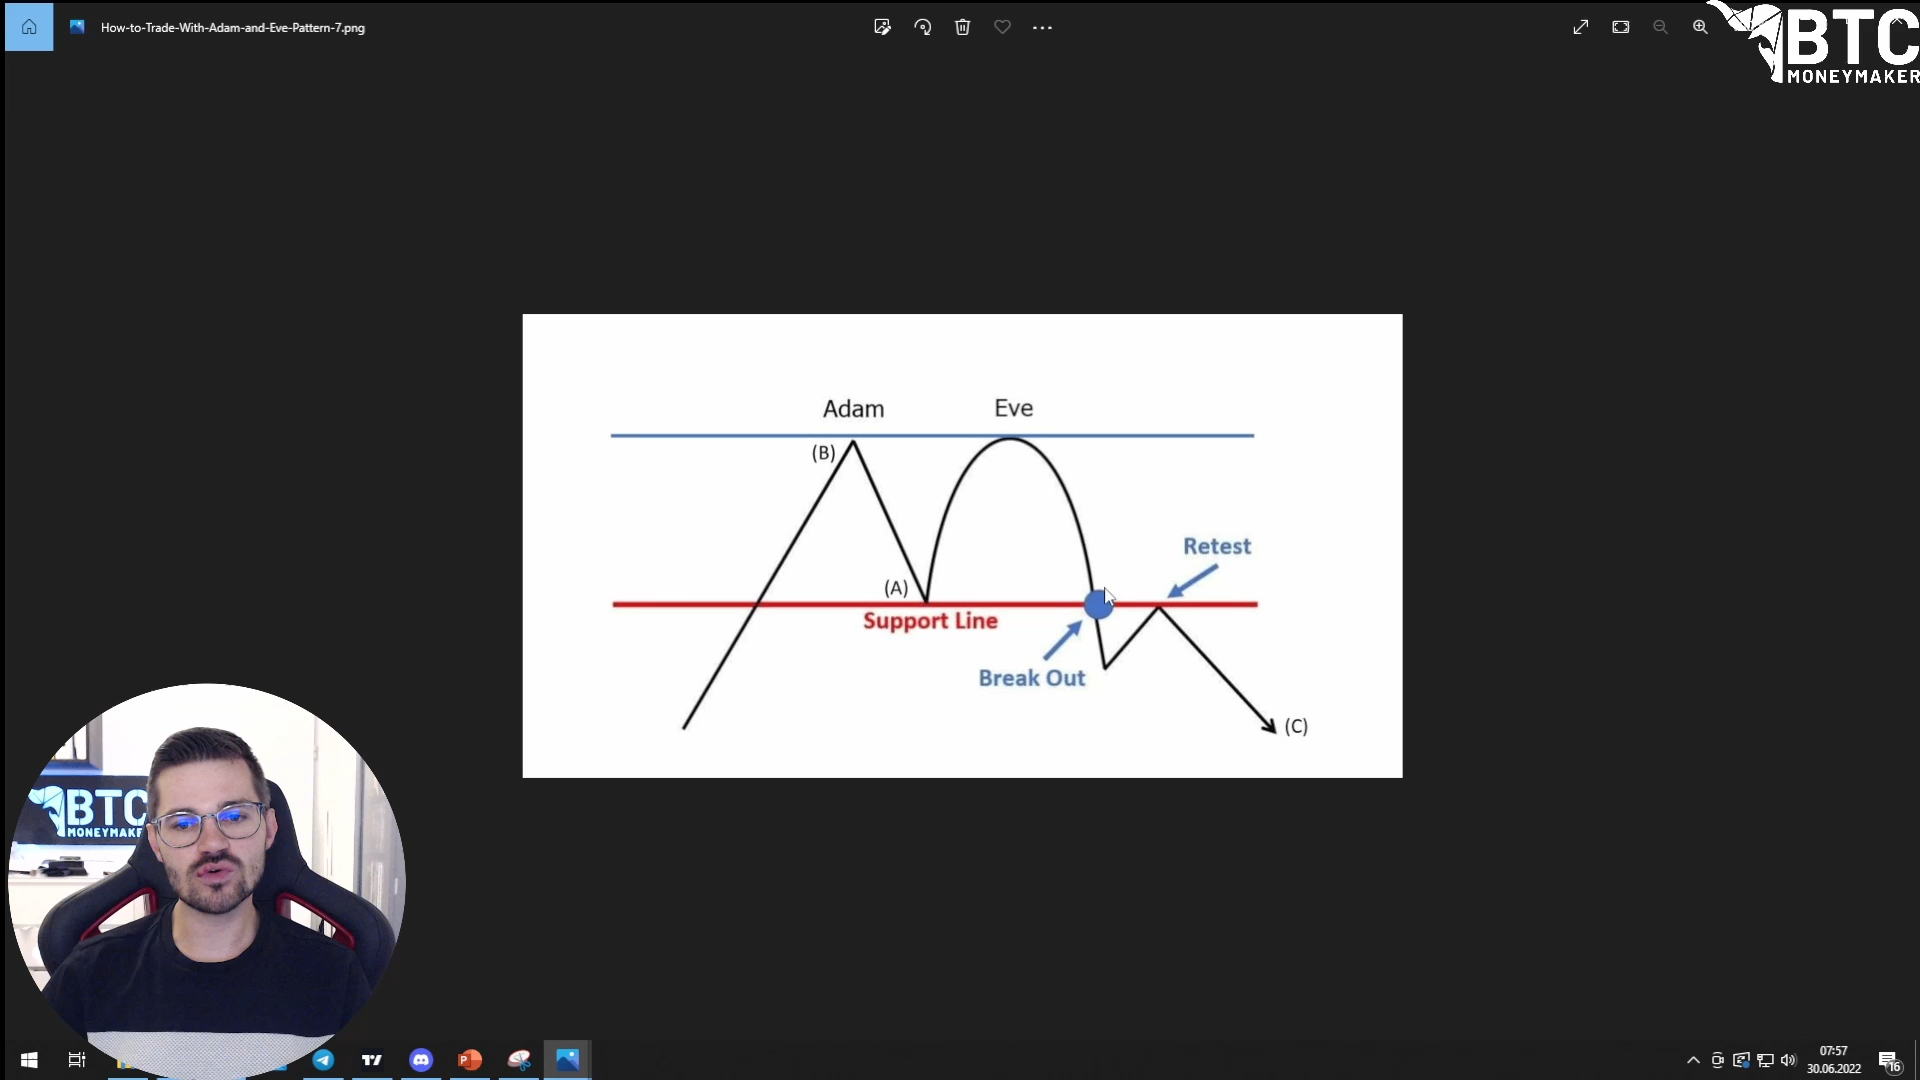 How-to-Trade-With-Adam-and-Eve-Pattern-7.png
BTC
MONEYMAKER
Adam
Eve
(B)
Retest
(A)
Support Line
Break Out
(C)
BTC
MONEYMAKE
07:57
30.06.2022
16